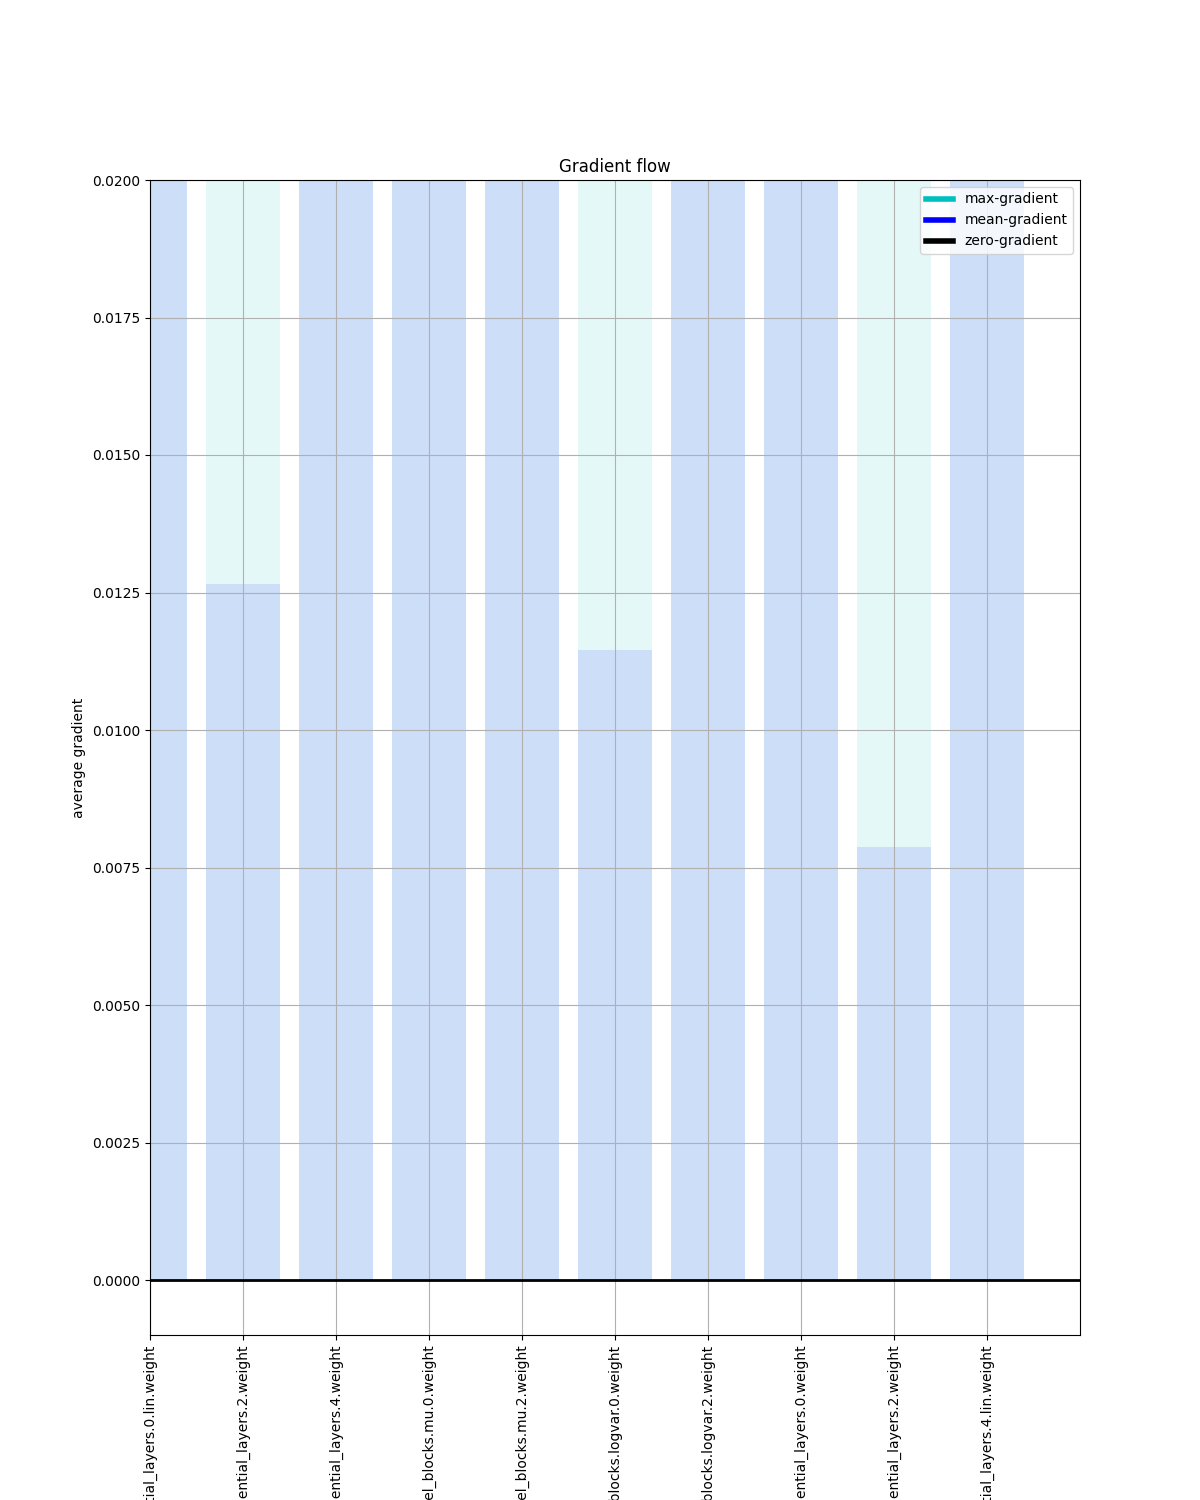 Gradient flow
max-gradient
mean-gradient
zero-gradient
0.0200
0.0175
0.0150
0.0125
0.0100
0.0075
0.0050
0.0025
0.0000
average gradient
tial_layers.0.lin.weight
ential_layers.2.weight
ential_layers.4.weight
el_blocks.mu.0.weight
el_blocks.mu.2.weight
blocks.logvar.0.weight
blocks.logvar.2.weight
ential_layers.0.weight
ential_layers.2.weight
tial_layers.4.lin.weight